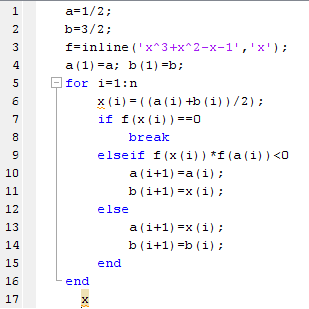 1 a=1/2;
2 b=3/2;
3 f=inline('x^3+x^2-x-1','x');
4 a(1)=a; b(1)=b;
5 for i=1:n
6 x(i)=((a(i)+b(i))/2);
7 if f(x(i))==0
8 break
9 elseif f(x(i))*f(a(i))<0
10 a(i+1)=a(i);
11 b(i+1)=x(i);
12 else
13 a(i+1)=x(i);
14 b(i+1)=b(i);
15 end
16 end
17 x